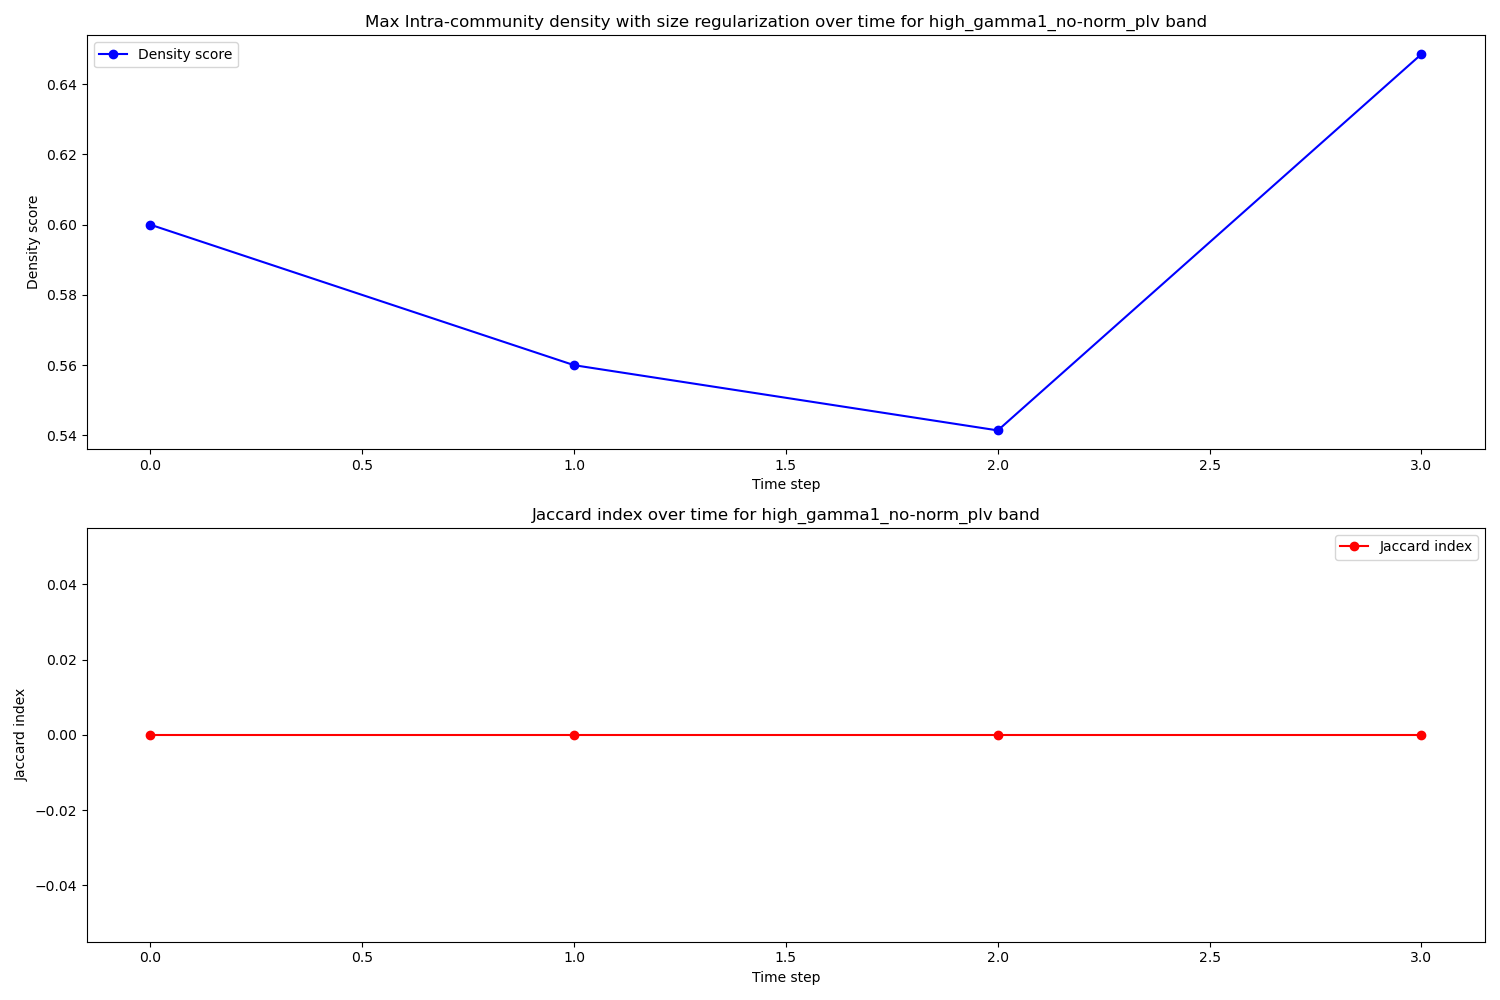 Max Intra-community density with size regularization over time for high_gamma1_no-norm_plv band
Density score
0.64
0.62
0.60
0.58
0.56
0.54
Density score
0.0 0.5 1.0 1.5 2.0 2.5 3.0
Time step
Jaccard index over time for high_gamma1_no-norm_plv band
Jaccard index
0.04
0.02
0.00
−0.02
−0.04
Jaccard index
0.0 0.5 1.0 1.5 2.0 2.5 3.0
Time step